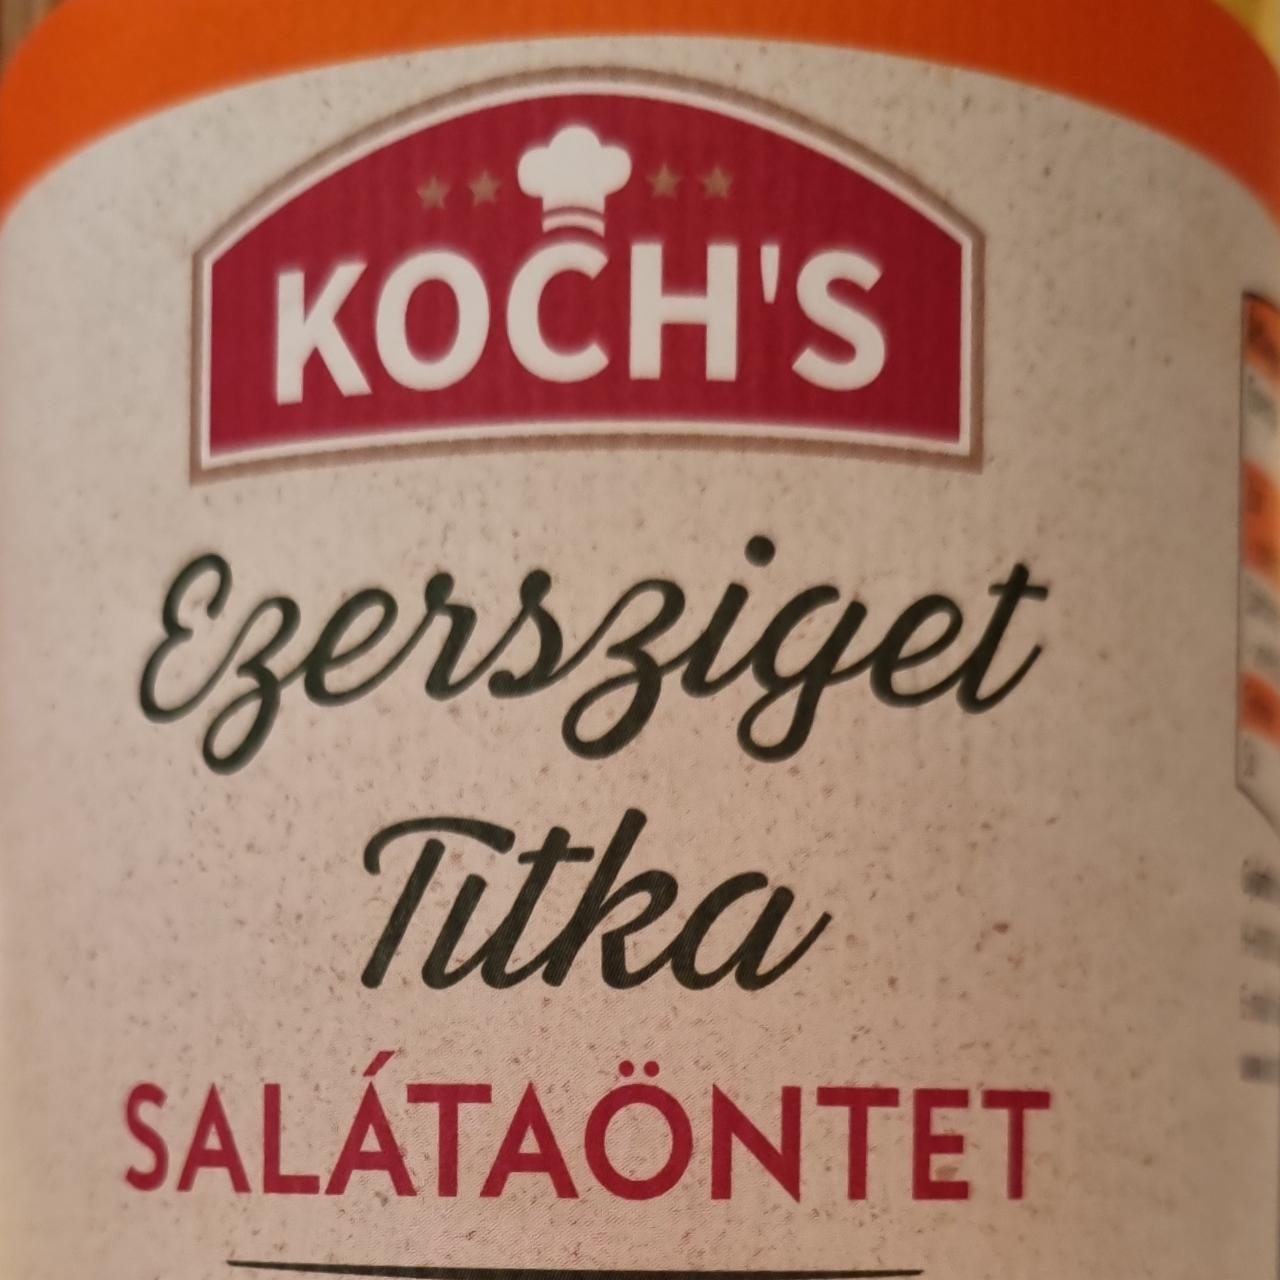 KOCH'S
Ezersziget
Titka
SALÁTAÖNTET